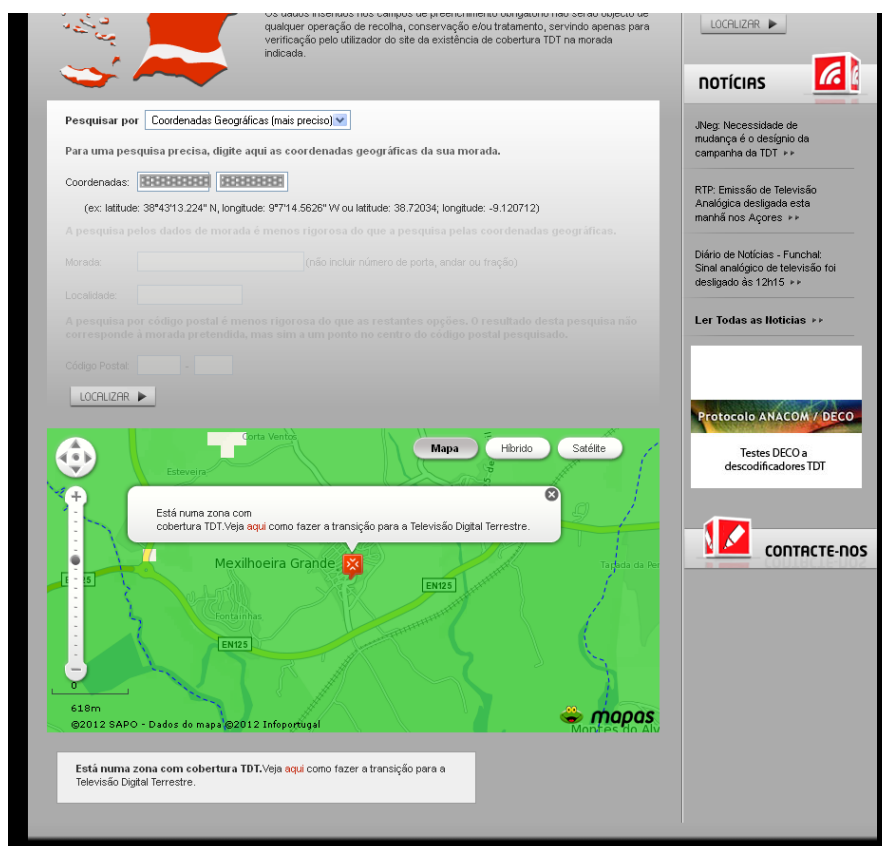 Os dados inseridos nos campos de preenchimento obrigatório não serão objecto de
qualquer operação de recolha, conservação e/ou tratamento, servindo apenas para
verificação pelo utilizador do site da existência de cobertura TDT na morada
indicada.
Pesquisar por Coordenadas Geográficas (mais preciso)
Para uma pesquisa precisa, digite aqui as coordenadas geográficas da sua morada.
Coordenadas:
(ex: latitude: 38°43'13.224" N, longitude: 9°7'14.5626" W ou latitude: 38.72034; longitude: -9.120712)
A pesquisa pelos dados de morada é menos rigorosa do que a pesquisa pelas coordenadas geográficas.
Morada: (não incluir número de porta, andar ou fração)
Localidade:
A pesquisa por código postal é menos rigorosa do que as restantes opções. O resultado desta pesquisa não
corresponde à morada pretendida, mas sim a um ponto no centro do código postal pesquisado.
Código Postal: -
LOCALIZAR
Corta Ventos
Mapa Híbrido Satélite
Esteveira
Está numa zona com
cobertura TDT.Veja aqui como fazer a transição para a Televisão Digital Terrestre.
Mexilhoeira Grande
Tapada da Pe
EN125
Fontainhas
EN125
0
618m
©2012 SAPO - Dados do mapa ©2012 Infoportugal
mapas
Montes do Alv
Está numa zona com cobertura TDT.Veja aqui como fazer a transição para a
Televisão Digital Terrestre.
LOCALIZAR
NOTÍCIAS
JNeg: Necessidade de
mudança é o desígnio da
campanha da TDT
RTP: Emissão de Televisão
Analógica desligada esta
manhã nos Açores
Diário de Notícias - Funchal:
Sinal analógico de televisão foi
desligado às 12h15
Ler Todas as Noticias
Protocolo ANACOM / DECO
Testes DECO a
descodificadores TDT
CONTACTE-NOS